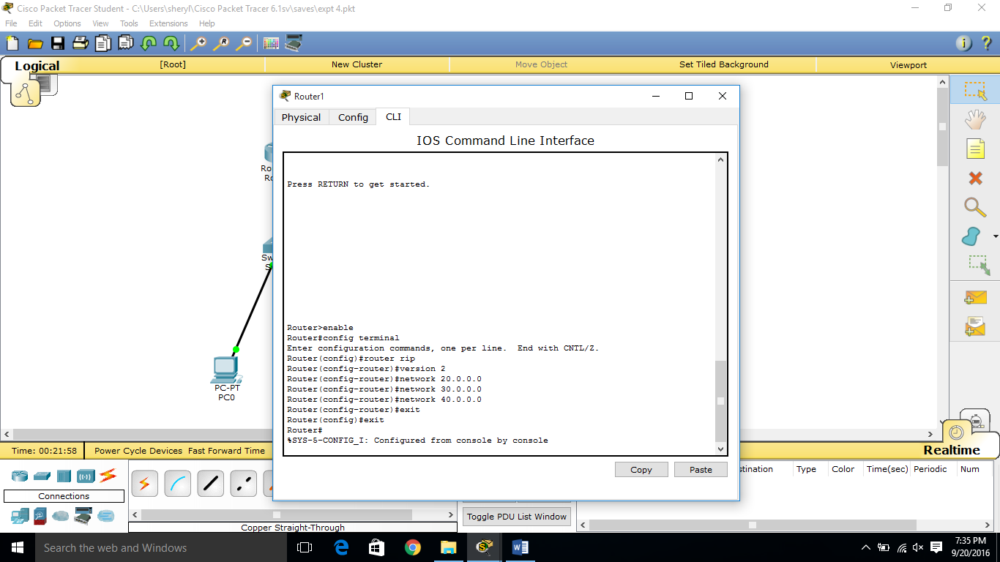 Cisco Packet Tracer Student - C:\Users\sheryl\Cisco Packet Tracer 6.1sv\saves\expt 4.pkt
File Edit Options View Tools Extensions Help
Logical [Root] New Cluster Move Object Set Tiled Background Viewport
Router1
Physical Config CLI
IOS Command Line Interface
Press RETURN to get started.
Router>enable
Router#config terminal
Enter configuration commands, one per line.  End with CNTL/Z.
Router(config)#router rip
Router(config-router)#version 2
Router(config-router)#network 20.0.0.0
Router(config-router)#network 30.0.0.0
Router(config-router)#network 40.0.0.0
Router(config-router)#exit
Router(config)#exit
Router#
%SYS-5-CONFIG_I: Configured from console by console
Copy Paste
Ro
Ro
Sw
S
PC-PT
PC0
Time: 00:21:58 Power Cycle Devices Fast Forward Time Realtime
Connections
Copper Straight-Through
Toggle PDU List Window
stination Type Color Time(sec) Periodic Num
Search the web and Windows
7:35 PM
9/20/2016